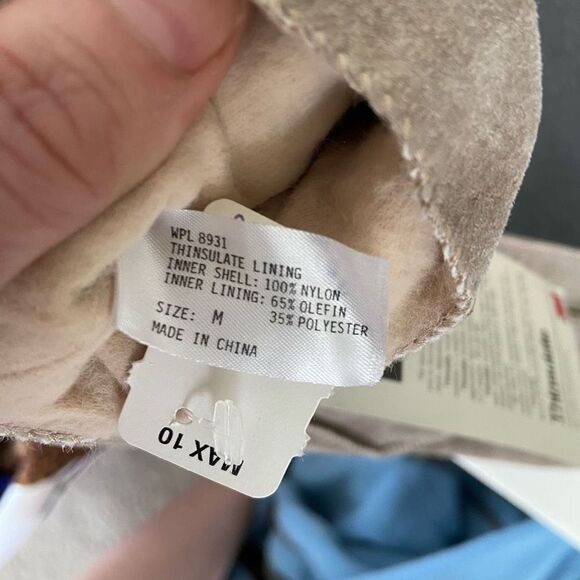 WPL 8931
THINSULATE LINING
INNER SHELL: 100% NYLON
INNER LINING: 65% OLEFIN
35% POLYESTER
SIZE: M
MADE IN CHINA
MAX 10